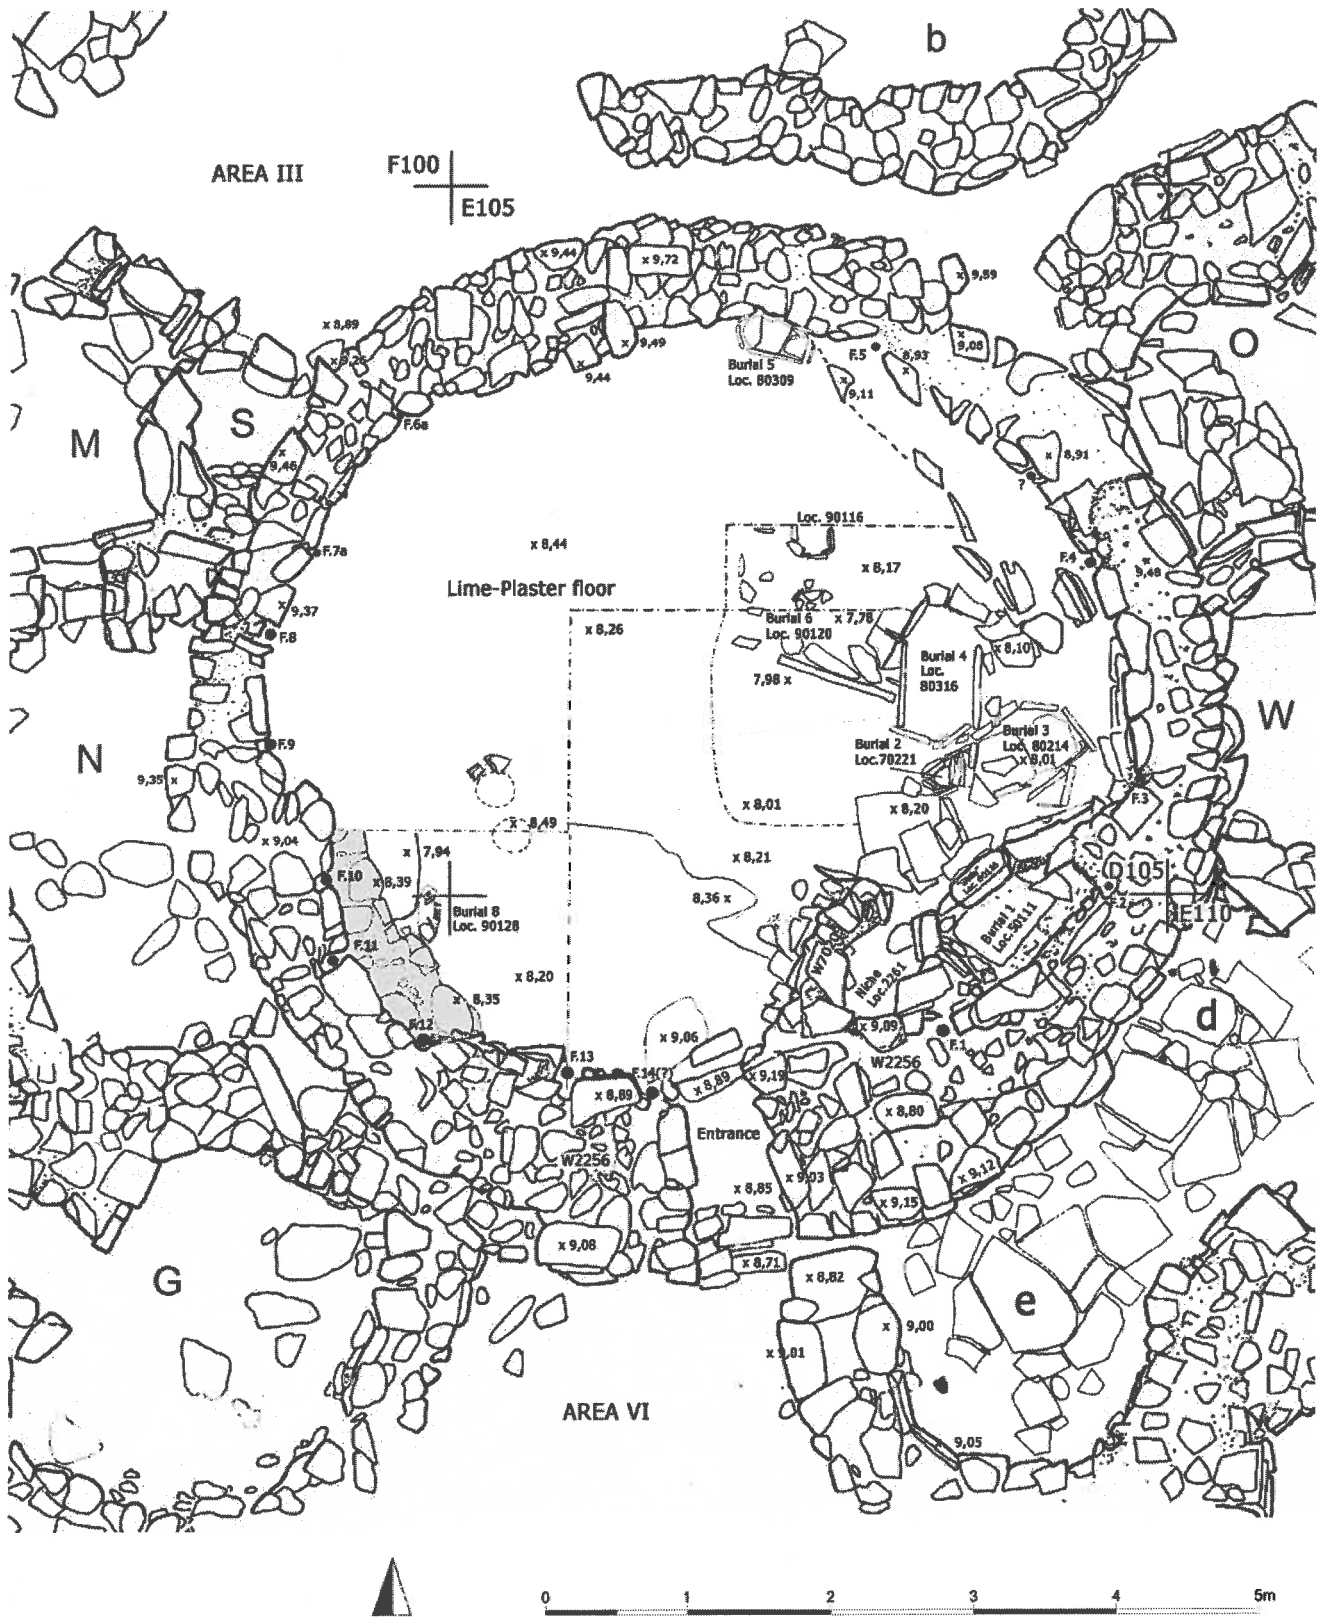 b
F100
AREA III
E105
x 9,44
x 9,72
x 9,59
x 8,89
x 9,26
9,49
9,44
F.5
8,93
9,08
O
Burial 5
Loc. 80309
9,11
F.6a
S
M
9,46
x 8,91
?
Loc. 90116
x 8,44
F.7a
x 8,17
F.4
9,48
Lime-Plaster floor
9,37
F.8
x 8,26
Burial 6
Loc. 90120
x 7,78
x 8,10
Burial 4
Loc.
80316
7,98 x
W
N
F.9
Burial 2
Loc.70221
Burial 3
Loc. 80214
x 8,01
9,35 x
F.3
x 8,01
x 8,20
x 8,49
x 9,04
x 7,94
x 8,21
D105
F.10
x 8,39
8,36 x
F.2
E110
Burial 8
Loc. 90128
Burial 1
Loc.50111
F.11
x 8,20
Niche
Loc.2261
x 8,35
d
F.12
x 9,06
x 9,09
F.1
F.13
F.14(?)
W2256
x 8,89
x 8,89
x 9,19
x 8,80
Entrance
W2256
x 9,03
x 9,12
x 8,85
x 9,15
x 9,08
x 8,71
x 8,82
G
e
x 9,00
x 9,01
AREA VI
9,05
0 1 2 3 4 5m